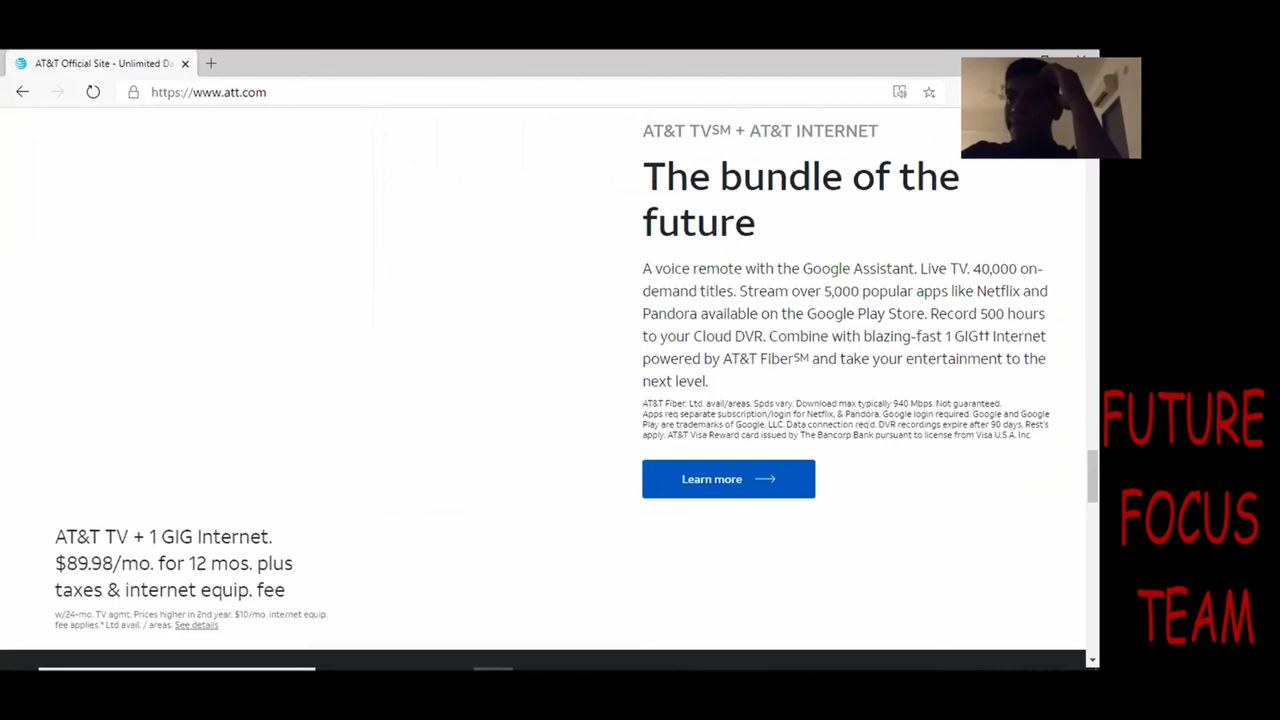 AT&T Official Site - Unlimited Da
https://www.att.com
AT&T TV℠ + AT&T INTERNET
The bundle of the
future
A voice remote with the Google Assistant. Live TV. 40,000 on-
demand titles. Stream over 5,000 popular apps like Netflix and
Pandora available on the Google Play Store. Record 500 hours
to your Cloud DVR. Combine with blazing-fast 1 GIG†† Internet
powered by AT&T Fiber℠ and take your entertainment to the
next level.
AT&T Fiber: Ltd. avail/areas. Spds vary. Download max typically 940 Mbps. Not guaranteed.
Apps req separate subscription/login for Netflix, & Pandora. Google login required. Google and Google
Play are trademarks of Google, LLC. Data connection req'd. DVR recordings expire after 90 days. Rest's
apply. AT&T Visa Reward card issued by The Bancorp Bank pursuant to license from Visa U.S.A. Inc.
Learn more
AT&T TV + 1 GIG Internet.
$89.98/mo. for 12 mos. plus
taxes & internet equip. fee
w/24-mo. TV agmt. Prices higher in 2nd year. $10/mo. internet equip.
fee applies.* Ltd avail. / areas. See details
FUTURE
FOCUS
TEAM